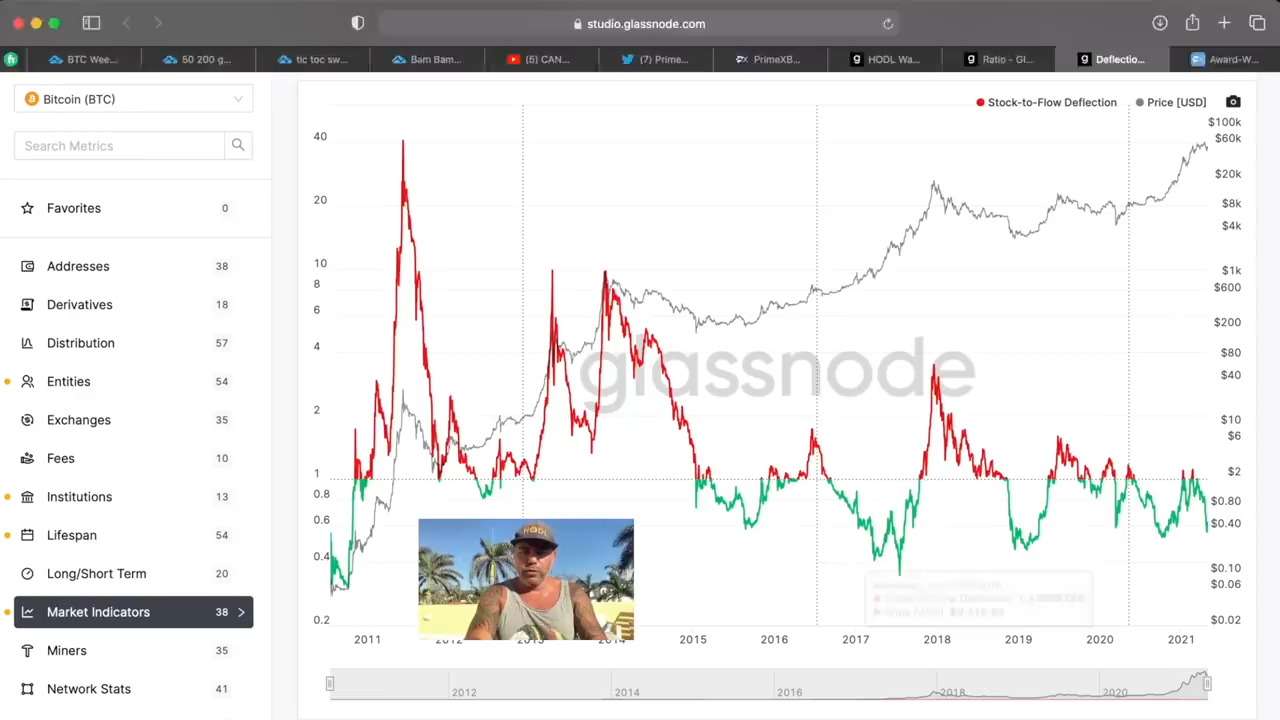 studio.glassnode.com
BTC Wee...
50 200 g...
tic toc sw...
Bam Bam...
(5) CAN...
(7) Prime...
PrimeXB...
HODL Wa...
Ratio - Gl...
Deflectio...
Award-W...
Bitcoin (BTC)
Search Metrics
Favorites 0
Addresses 38
Derivatives 18
Distribution 57
Entities 54
Exchanges 35
Fees 10
Institutions 13
Lifespan 54
Long/Short Term 20
Market Indicators 38
Miners 35
Network Stats 41
Stock-to-Flow Deflection
Price [USD]
40
20
10
8
6
4
2
1
0.8
0.6
0.4
0.2
$100k
$60k
$20k
$8k
$4k
$1k
$600
$200
$80
$40
$10
$6
$2
$0.80
$0.40
$0.10
$0.06
$0.02
glassnode
HODL
2011
2012
2013
2014
2015
2016
2017
2018
2019
2020
2021
2012
2014
2016
2018
2020